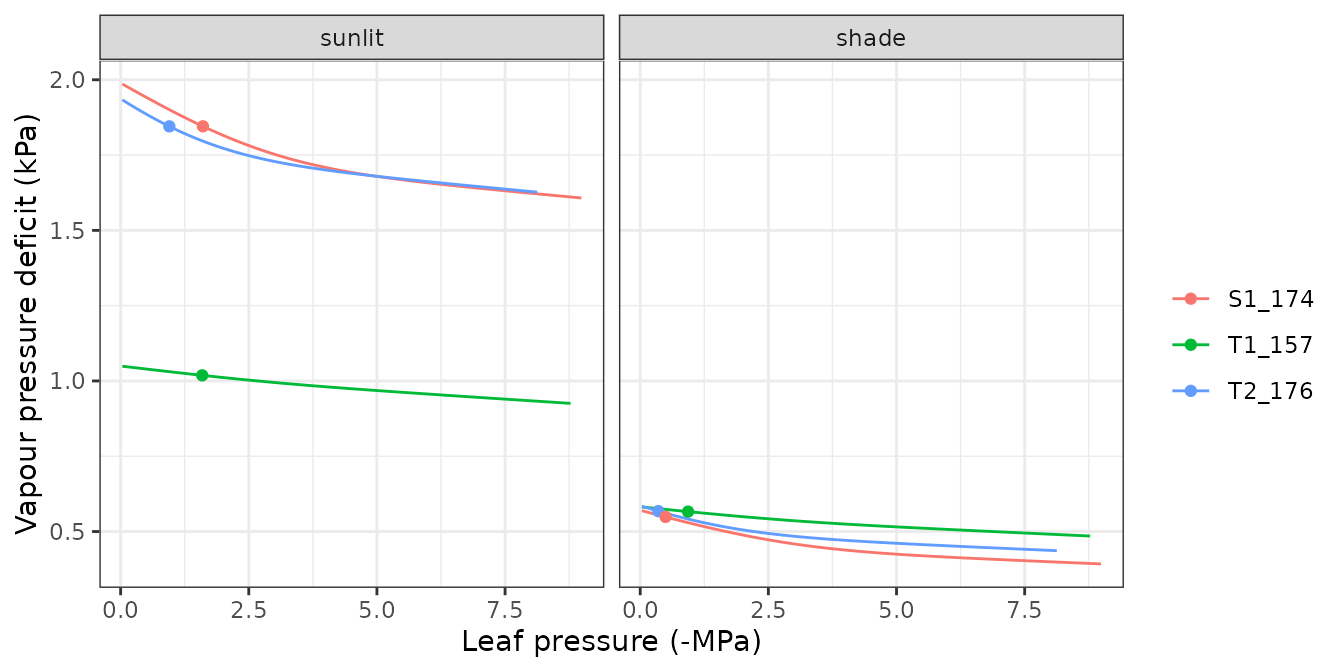 sunlit
shade
Vapour pressure deficit (kPa)
2.0
1.5
1.0
0.5
0.0 2.5 5.0 7.5
0.0 2.5 5.0 7.5
Leaf pressure (-MPa)
S1_174
T1_157
T2_176